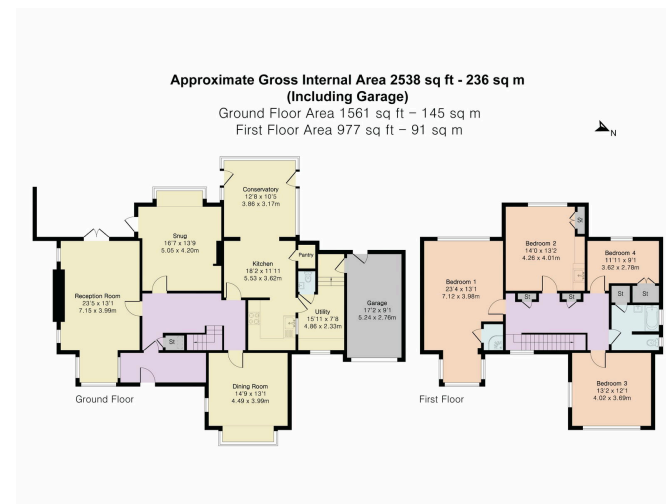 Approximate Gross Internal Area 2538 sq ft - 236 sq m
(Including Garage)
Ground Floor Area 1561 sq ft – 145 sq m
First Floor Area 977 sq ft – 91 sq m
N
Conservatory
12'8 x 10'5
3.86 x 3.17m
Snug
16'7 x 13'9
5.05 x 4.20m
Kitchen
18'2 x 11'11
5.53 x 3.62m
Pantry
Reception Room
23'5 x 13'1
7.15 x 3.99m
Utility
15'11 x 7'8
4.86 x 2.33m
Garage
17'2 x 9'1
5.24 x 2.76m
St
Dining Room
14'9 x 13'1
4.49 x 3.99m
Ground Floor
St
Bedroom 2
14'0 x 13'2
4.26 x 4.01m
Bedroom 4
11'11 x 9'1
3.62 x 2.78m
Bedroom 1
23'4 x 13'1
7.12 x 3.98m
St
St
St
St
Bedroom 3
13'2 x 12'1
4.02 x 3.69m
First Floor